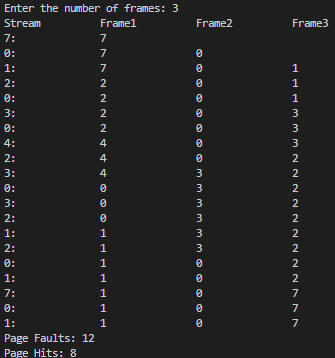 Enter the number of frames: 3
Stream Frame1 Frame2 Frame3
7: 7
0: 7 0
1: 7 0 1
2: 2 0 1
0: 2 0 1
3: 2 0 3
0: 2 0 3
4: 4 0 3
2: 4 0 2
3: 4 3 2
0: 0 3 2
3: 0 3 2
2: 0 3 2
1: 1 3 2
2: 1 3 2
0: 1 0 2
1: 1 0 2
7: 1 0 7
0: 1 0 7
1: 1 0 7
Page Faults: 12
Page Hits: 8